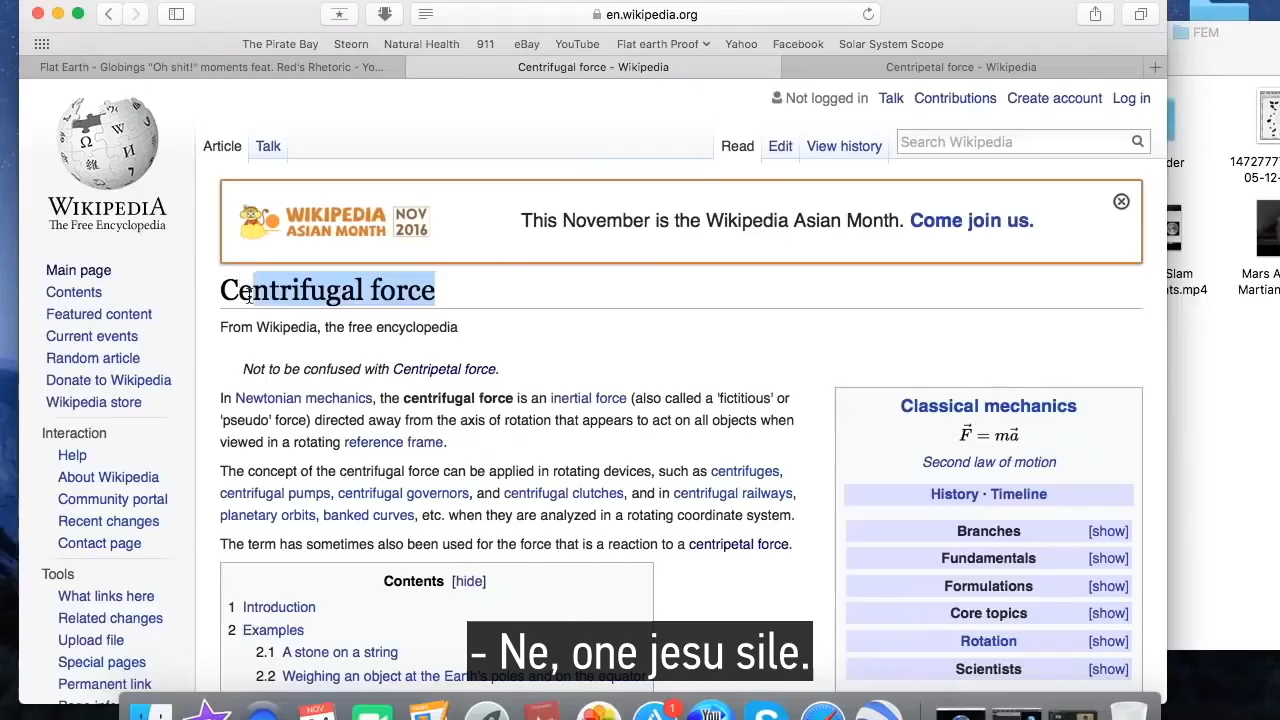 en.wikipedia.org
The Pirate Bay Steorn Natural Health 911 eBay YouTube Flat earth Proof Yahoo Facebook Solar System Scope
FEM
Flat Earth - Globings "Oh shit!" moments feat. Red's Rhetoric - Yo... Centrifugal force - Wikipedia Centripetal force - Wikipedia
Not logged in Talk Contributions Create account Log in
Article Talk Read Edit View history Search Wikipedia
WIKIPEDIA
The Free Encyclopedia
WIKIPEDIA
ASIAN MONTH
NOV
2016
This November is the Wikipedia Asian Month. Come join us.
Main page
Contents
Featured content
Current events
Random article
Donate to Wikipedia
Wikipedia store
Interaction
Help
About Wikipedia
Community portal
Recent changes
Contact page
Tools
What links here
Related changes
Upload file
Special pages
Permanent link
Centrifugal force
From Wikipedia, the free encyclopedia
Not to be confused with Centripetal force.
In Newtonian mechanics, the centrifugal force is an inertial force (also called a 'fictitious' or
'pseudo' force) directed away from the axis of rotation that appears to act on all objects when
viewed in a rotating reference frame.
The concept of the centrifugal force can be applied in rotating devices, such as centrifuges,
centrifugal pumps, centrifugal governors, and centrifugal clutches, and in centrifugal railways,
planetary orbits, banked curves, etc. when they are analyzed in a rotating coordinate system.
The term has sometimes also been used for the force that is a reaction to a centripetal force.
Contents [hide]
1 Introduction
2 Examples
2.1 A stone on a string
2.2 Weighing an object at the Earth's poles and on the equator
Classical mechanics
F = ma
Second law of motion
History · Timeline
Branches [show]
Fundamentals [show]
Formulations [show]
Core topics [show]
Rotation [show]
Scientists [show]
- Ne, one jesu sile.
1472777
05-12-
Slam
Mars A
Martian
NOV
1
You